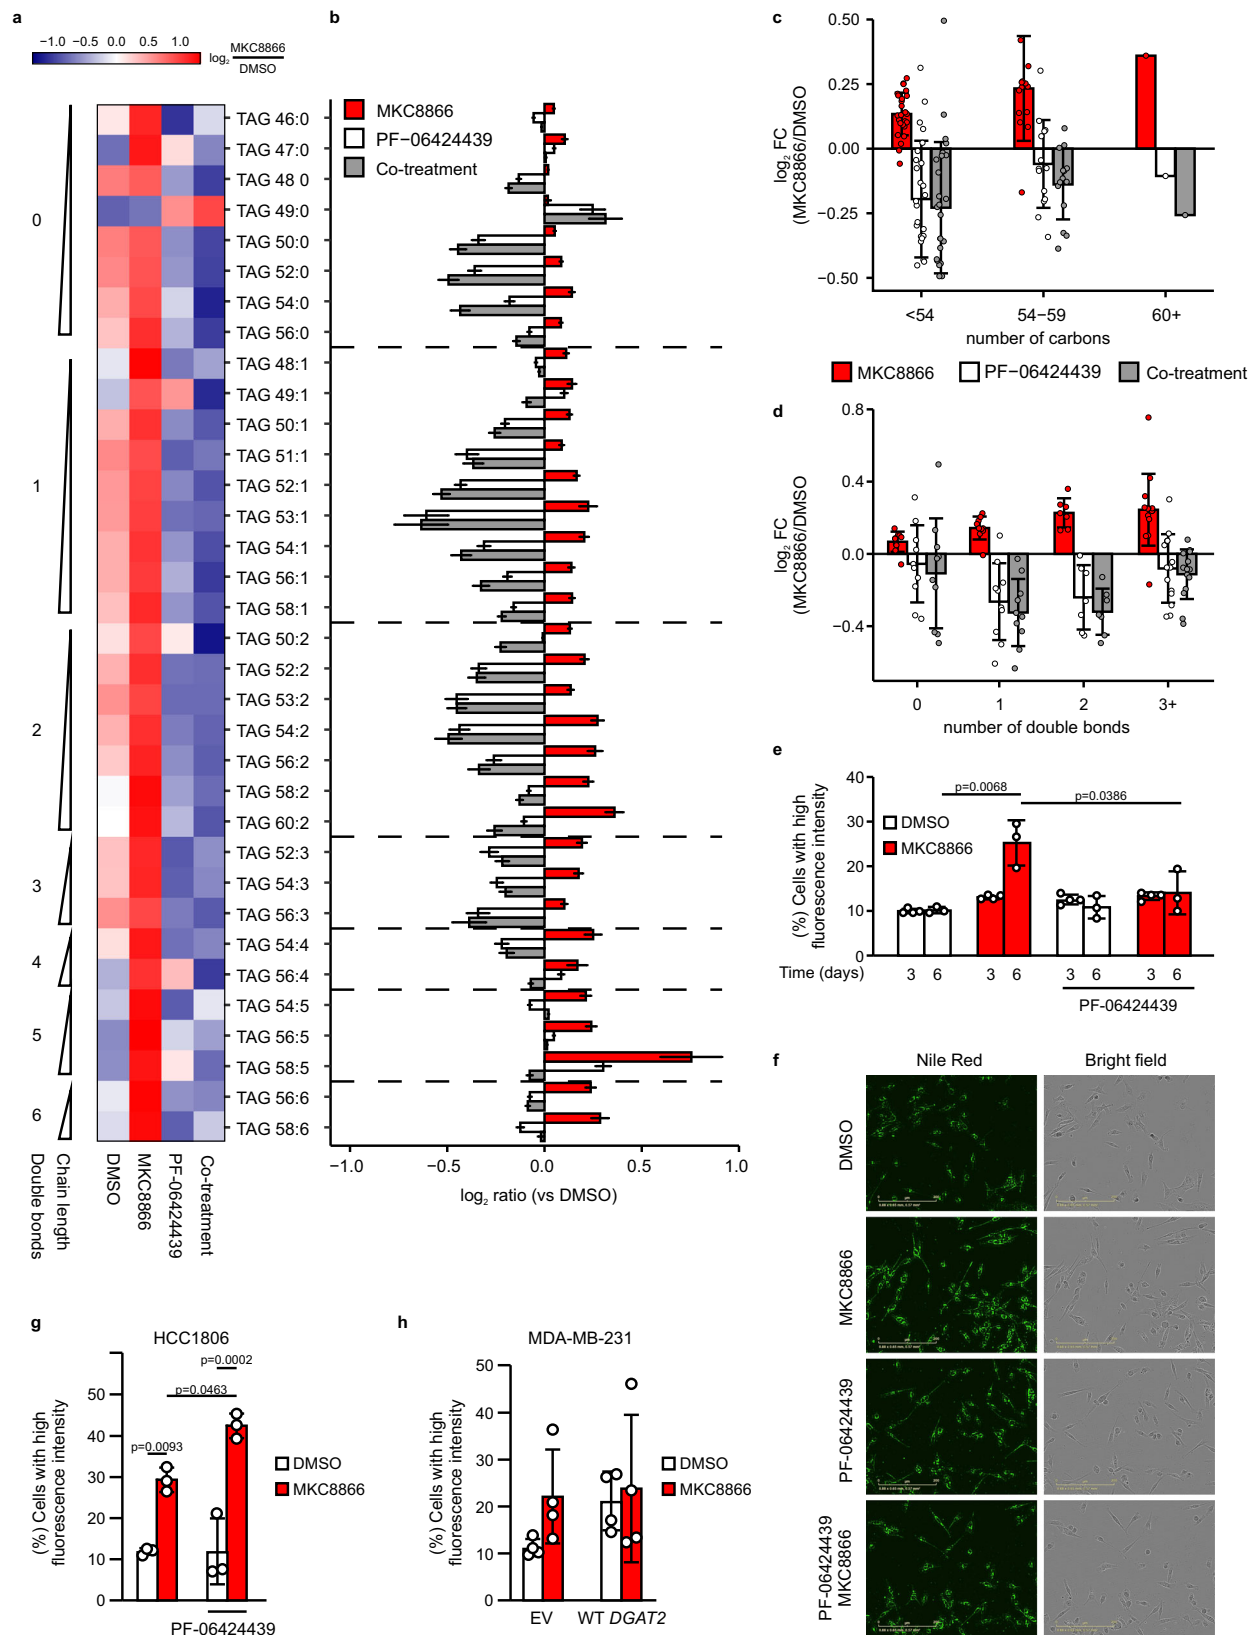 a
−1.0 −0.5 0.0 0.5 1.0
log₂ MKC8866
DMSO
TAG 46:0
TAG 47:0
TAG 48 0
TAG 49:0
TAG 50:0
TAG 52:0
TAG 54:0
TAG 56:0
TAG 48:1
TAG 49:1
TAG 50:1
TAG 51:1
TAG 52:1
TAG 53:1
TAG 54:1
TAG 56:1
TAG 58:1
TAG 50:2
TAG 52:2
TAG 53:2
TAG 54:2
TAG 56:2
TAG 58:2
TAG 60:2
TAG 52:3
TAG 54:3
TAG 56:3
TAG 54:4
TAG 56:4
TAG 54:5
TAG 56:5
TAG 58:5
TAG 56:6
TAG 58:6
0
1
2
3
4
5
6
Double bonds
Chain length
DMSO
MKC8866
PF-06424439
Co-treatment
b
MKC8866
PF−06424439
Co-treatment
−1.0 −0.5 0.0 0.5 1.0
log₂ ratio (vs DMSO)
c
log₂ FC
(MKC8866/DMSO
0.50
0.25
0.00
−0.25
−0.50
<54 54−59 60+
number of carbons
MKC8866 PF−06424439 Co-treatment
d
log₂ FC
(MKC8866/DMSO
0.8
0.4
0.0
−0.4
0 1 2 3+
number of double bonds
e
(%) Cells with high
fluorescence intensity
40
30
20
10
0
p=0.0068
p=0.0386
DMSO
MKC8866
Time (days) 3 6 3 6 3 6 3 6
PF-06424439
f
Nile Red Bright field
DMSO
MKC8866
PF-06424439
PF-06424439
MKC8866
g
HCC1806
(%) Cells with high
fluorescence intensity
50
40
30
20
10
0
p=0.0002
p=0.0463
p=0.0093
DMSO
MKC8866
PF-06424439
h
MDA-MB-231
(%) Cells with high
fluorescence intensity
50
40
30
20
10
0
DMSO
MKC8866
EV WT DGAT2